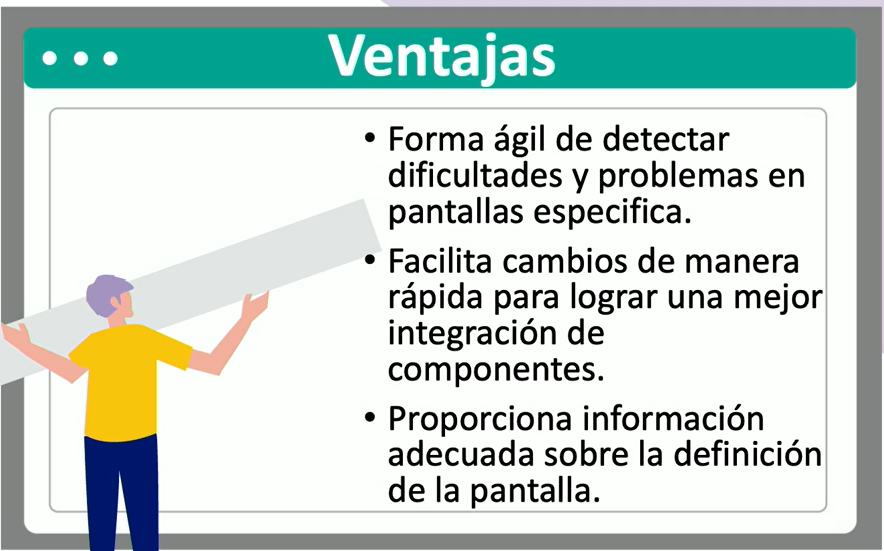 Ventajas
• Forma ágil de detectar
dificultades y problemas en
pantallas especifica.
• Facilita cambios de manera
rápida para lograr una mejor
integración de
componentes.
• Proporciona información
adecuada sobre la definición
de la pantalla.